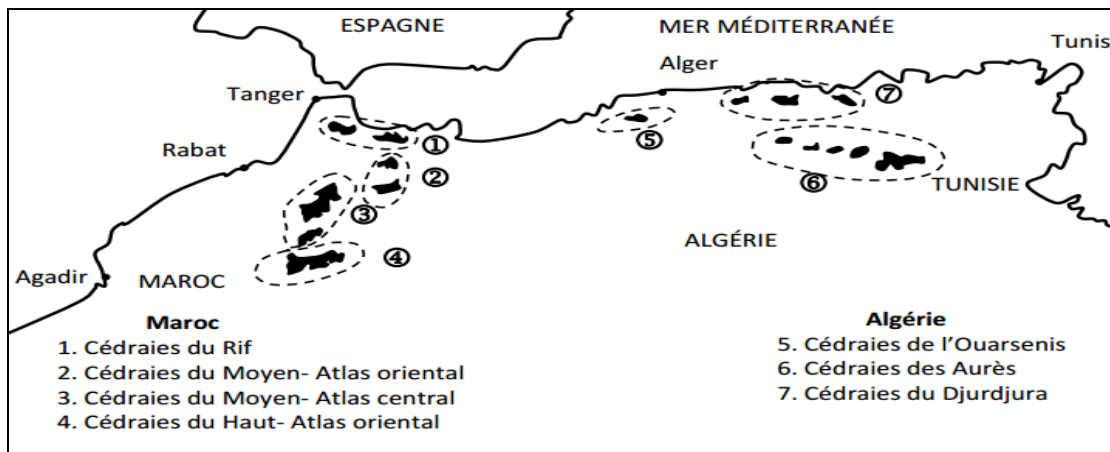 ESPAGNE
MER MÉDITERRANÉE
Tunis
Alger
Tanger
⑦
①
⑤
Rabat
②
⑥
TUNISIE
③
ALGÉRIE
④
Agadir
MAROC
Maroc
1. Cédraies du Rif
2. Cédraies du Moyen- Atlas oriental
3. Cédraies du Moyen- Atlas central
4. Cédraies du Haut- Atlas oriental
Algérie
5. Cédraies de l’Ouarsenis
6. Cédraies des Aurès
7. Cédraies du Djurdjura